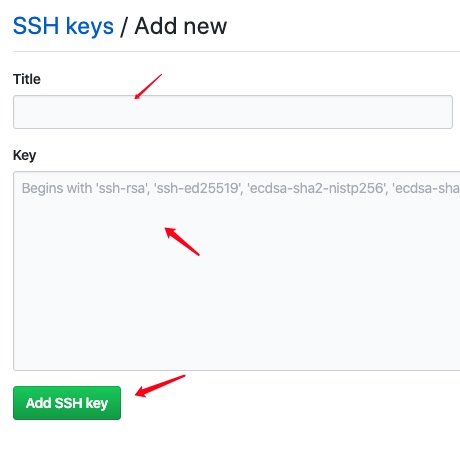 SSH keys / Add new
Title
Key
Begins with 'ssh-rsa', 'ssh-ed25519', 'ecdsa-sha2-nistp256', 'ecdsa-sha
Add SSH key